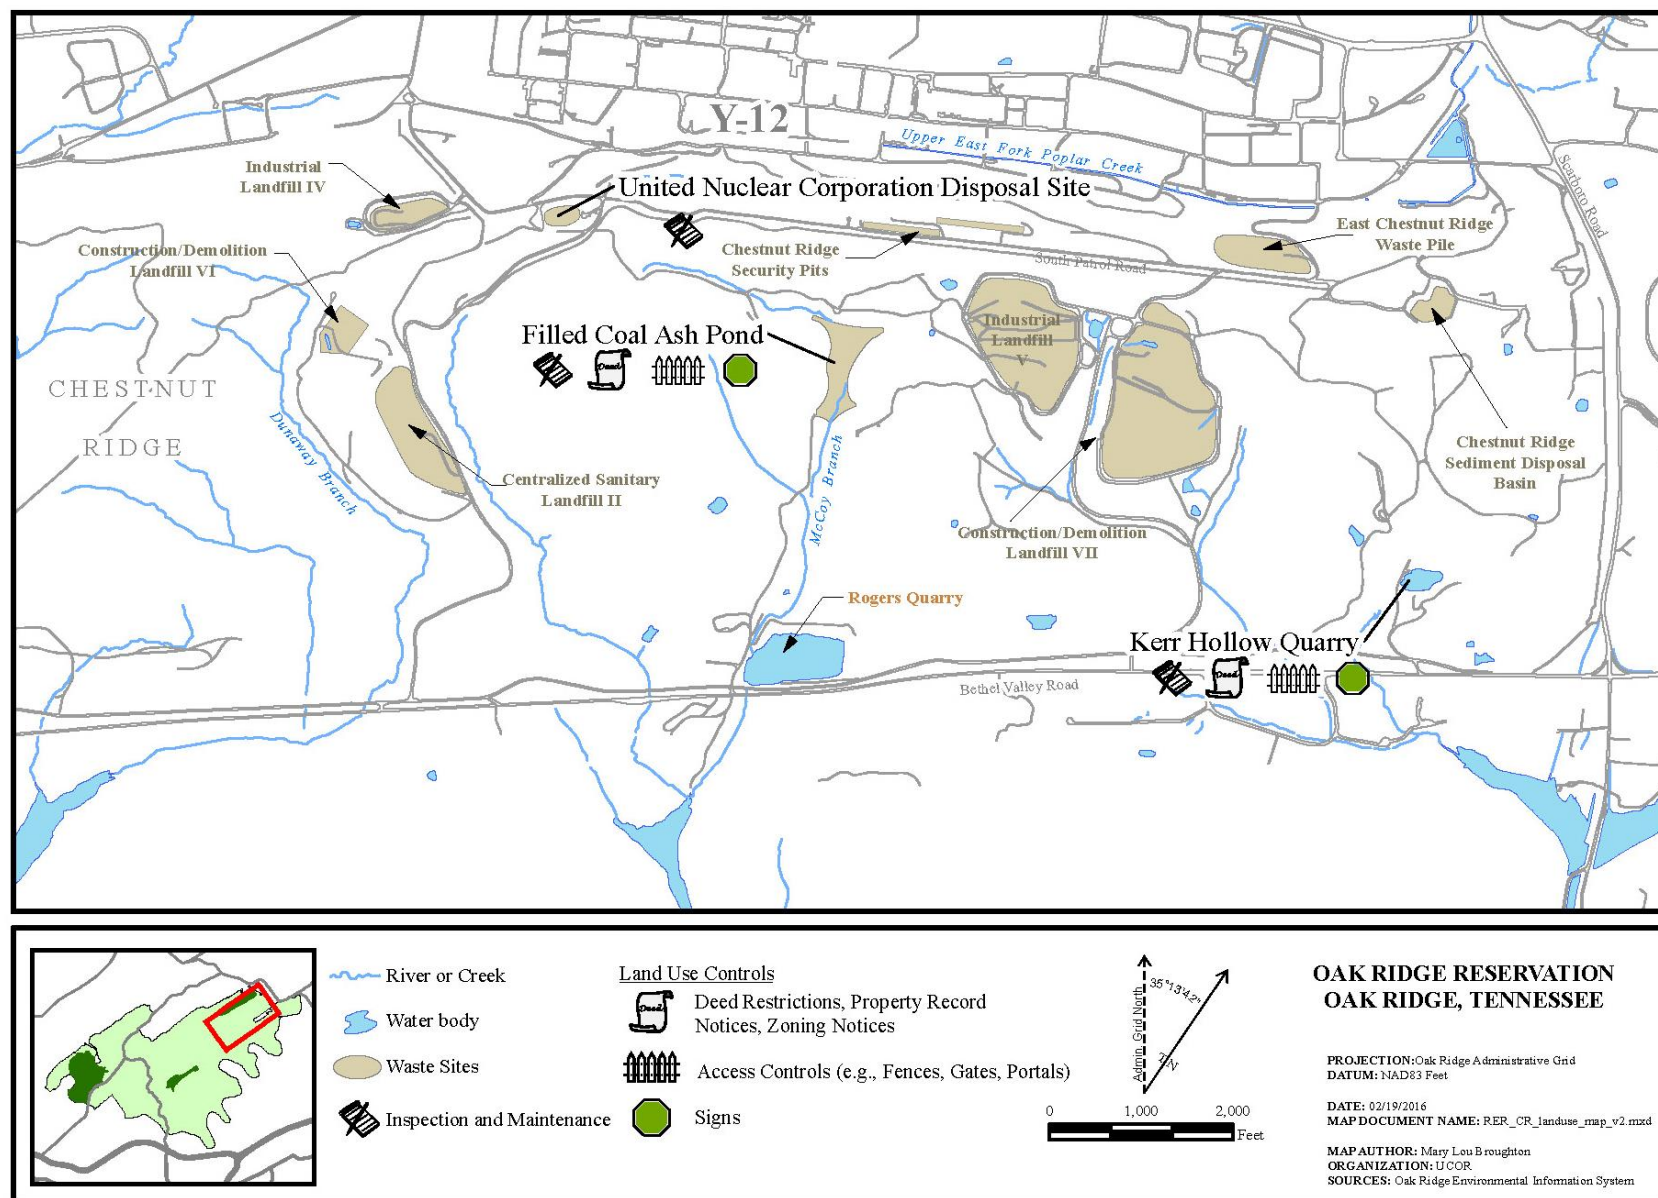 Y-12
Upper East Fork Poplar Creek
Scarboro Road
Industrial
Landfill IV
United Nuclear Corporation Disposal Site
Construction/Demolition
Landfill VI
Chestnut Ridge
Security Pits
East Chestnut Ridge
Waste Pile
South Patrol Road
Filled Coal Ash Pond
Deed
Industrial
Landfill
V
CHESTNUT
RIDGE
Dunaway Branch
Centralized Sanitary
Landfill II
McCoy Branch
Chestnut Ridge
Sediment Disposal
Basin
Construction/Demolition
Landfill VII
Rogers Quarry
Kerr Hollow Quarry
Deed
Bethel Valley Road
River or Creek
Water body
Waste Sites
Inspection and Maintenance
Land Use Controls
Deed
Deed Restrictions, Property Record
Notices, Zoning Notices
Access Controls (e.g., Fences, Gates, Portals)
Signs
Admin. Grid North
35°13'4.2"
T.N
0 1,000 2,000
Feet
OAK RIDGE RESERVATION
OAK RIDGE, TENNESSEE
PROJECTION:Oak Ridge Administrative Grid
DATUM: NAD83 Feet
DATE: 02/19/2016
MAP DOCUMENT NAME: RER_CR_landuse_map_v2.mxd
MAP AUTHOR: Mary Lou Broughton
ORGANIZATION: UCOR
SOURCES: Oak Ridge Environmental Information System